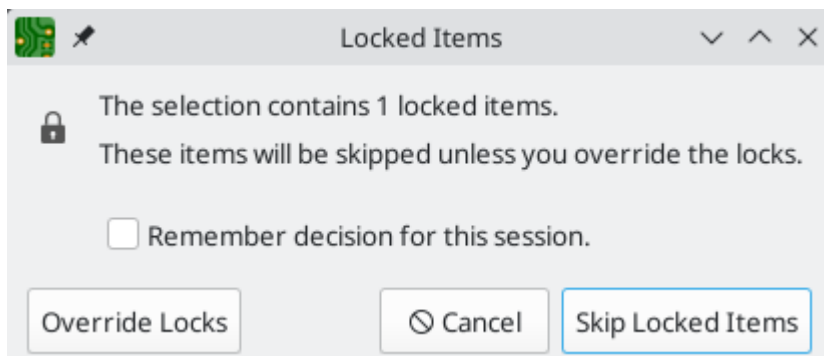 Locked Items
The selection contains 1 locked items.
These items will be skipped unless you override the locks.
Remember decision for this session.
Override Locks
Cancel
Skip Locked Items